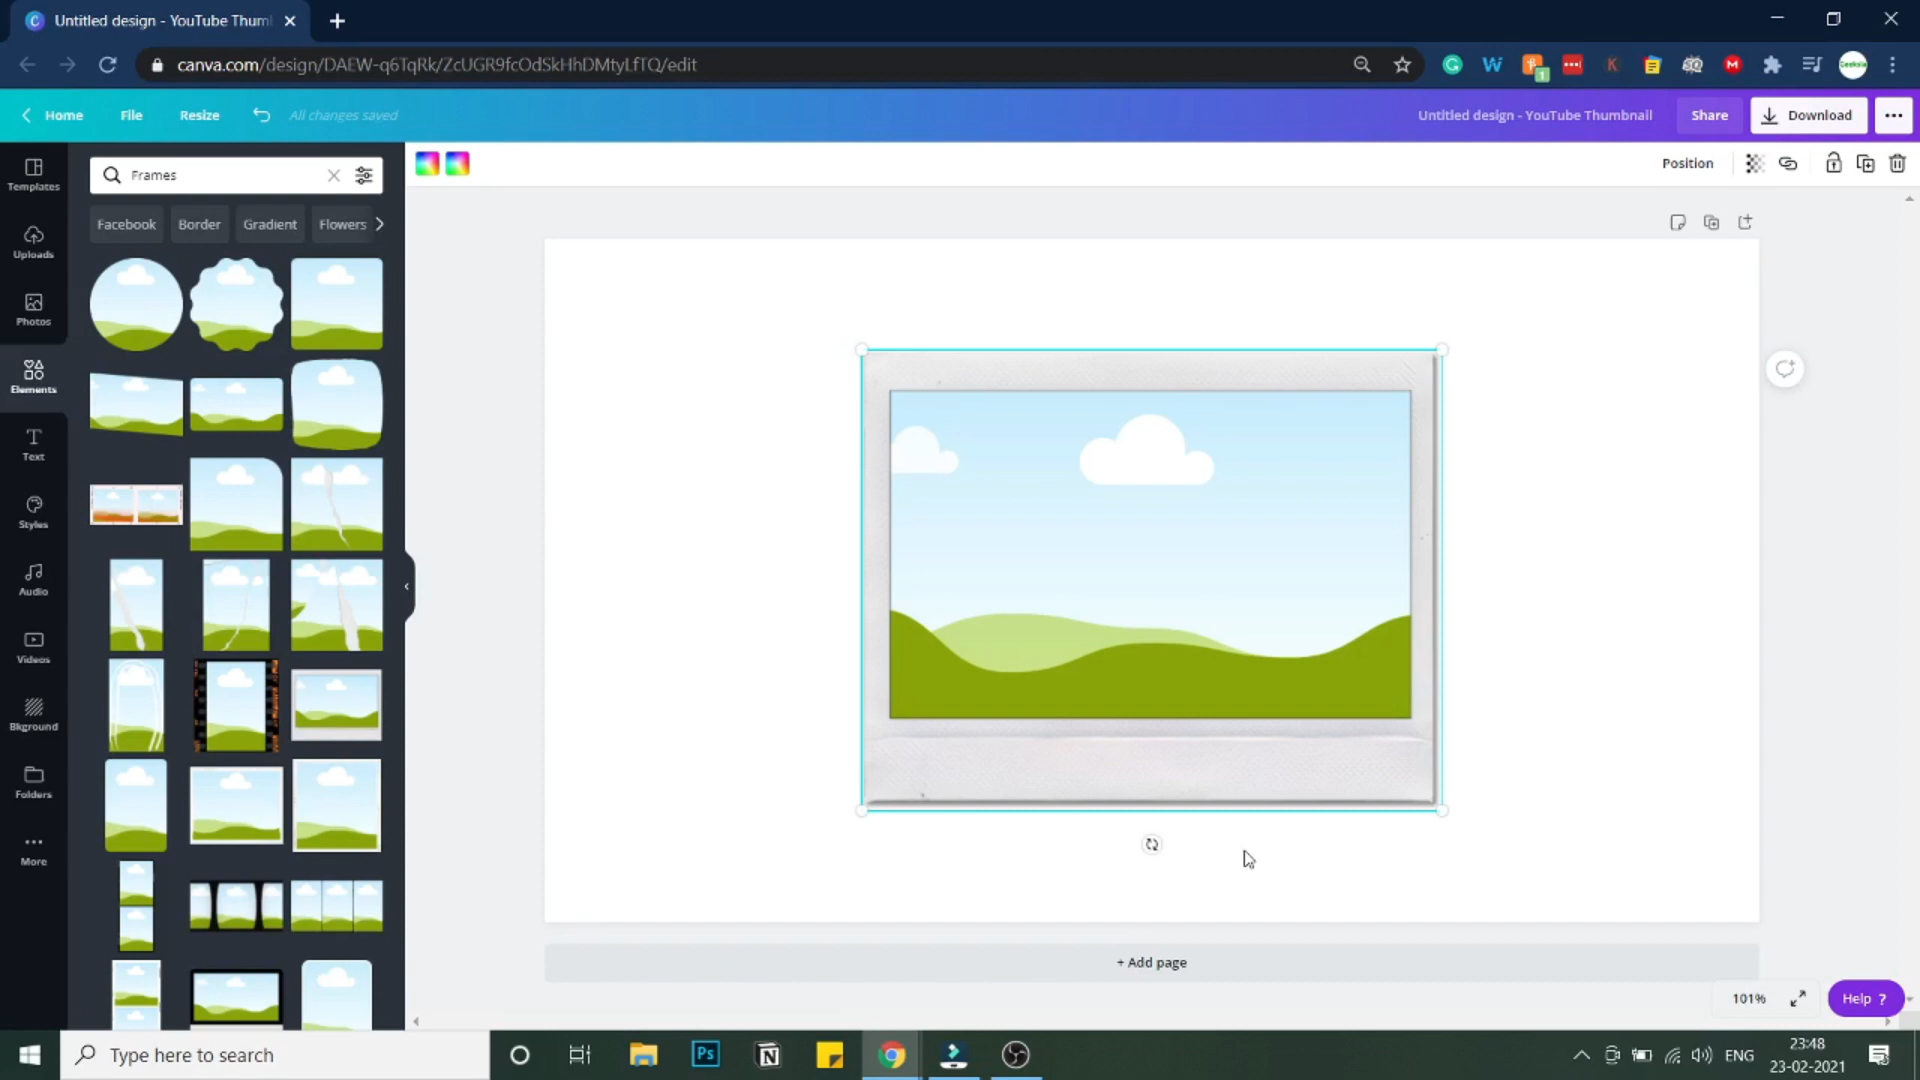 Untitled design - YouTube Thum
canva.com/design/DAEW-q6TqRk/ZcUGR9fcOdSkHhDMtyLfTQ/edit
Home
File
Resize
All changes saved
Untitled design - YouTube Thumbnail
Share
Download
Templates
Uploads
Photos
Elements
Text
Styles
Audio
Videos
Bkground
Folders
More
Frames
Facebook
Border
Gradient
Flowers
Position
+ Add page
101%
Help ?
Type here to search
Ps
ENG
23:48
23-02-2021